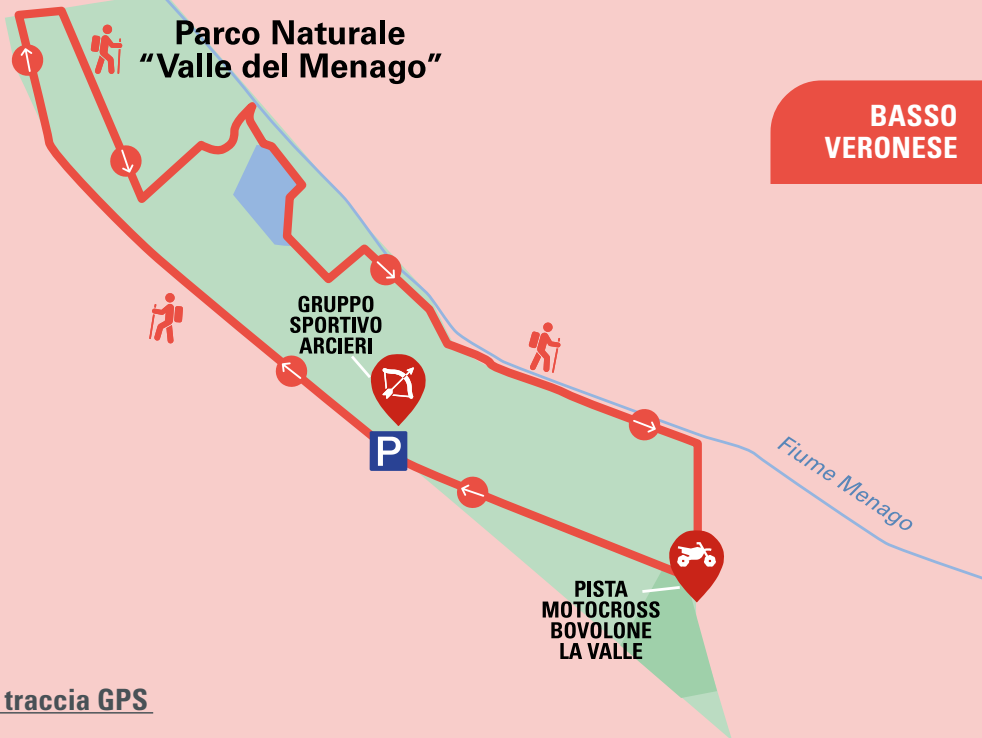 Parco Naturale
“Valle del Menago”
BASSO
VERONESE
GRUPPO
SPORTIVO
ARCIERI
P
Fiume Menago
PISTA
MOTOCROSS
BOVOLONE
LA VALLE
traccia GPS